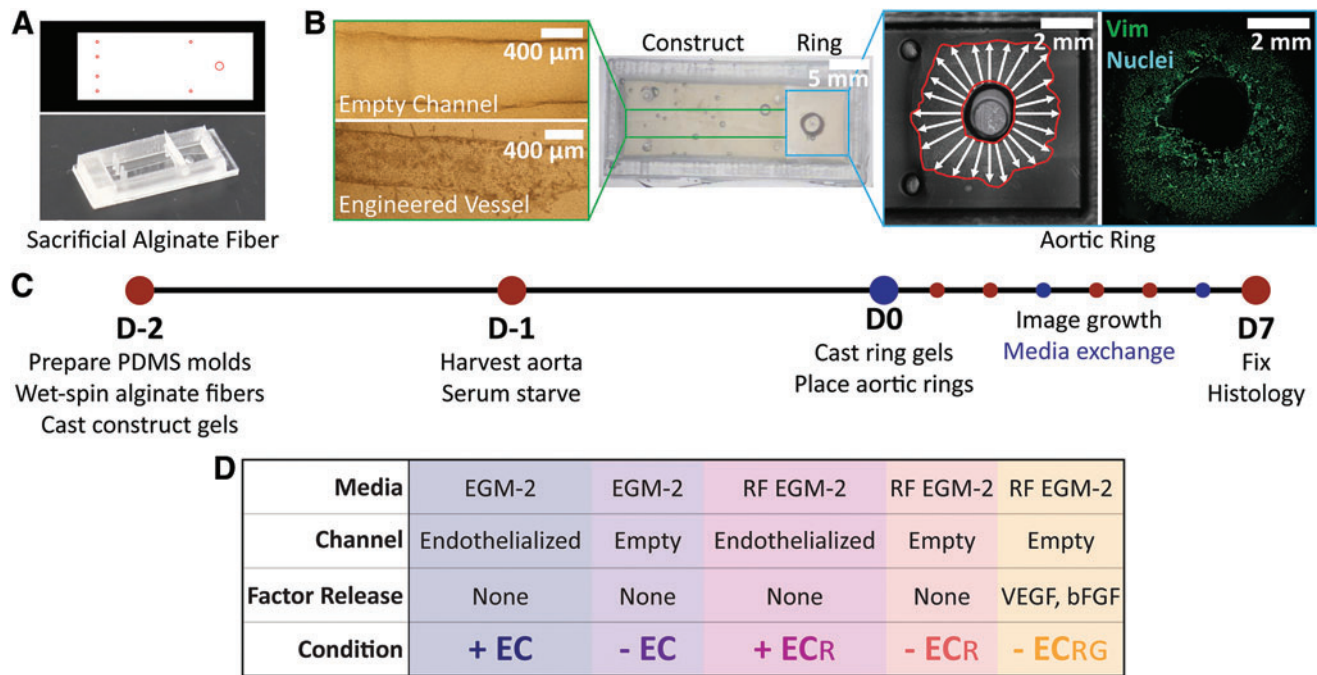 A
Sacrificial Alginate Fiber
B
400 µm
Empty Channel
400 µm
Engineered Vessel
Construct
Ring
5 mm
2 mm
Vim
Nuclei
2 mm
Aortic Ring
C
D-2
Prepare PDMS molds
Wet-spin alginate fibers
Cast construct gels
D-1
Harvest aorta
Serum starve
D0
Cast ring gels
Place aortic rings
Image growth
Media exchange
D7
Fix
Histology
D
Media EGM-2 EGM-2 RF EGM-2 RF EGM-2 RF EGM-2
Channel Endothelialized Empty Endothelialized Empty Empty
Factor Release None None None None VEGF, bFGF
Condition + EC - EC + ECR - ECR - ECRG